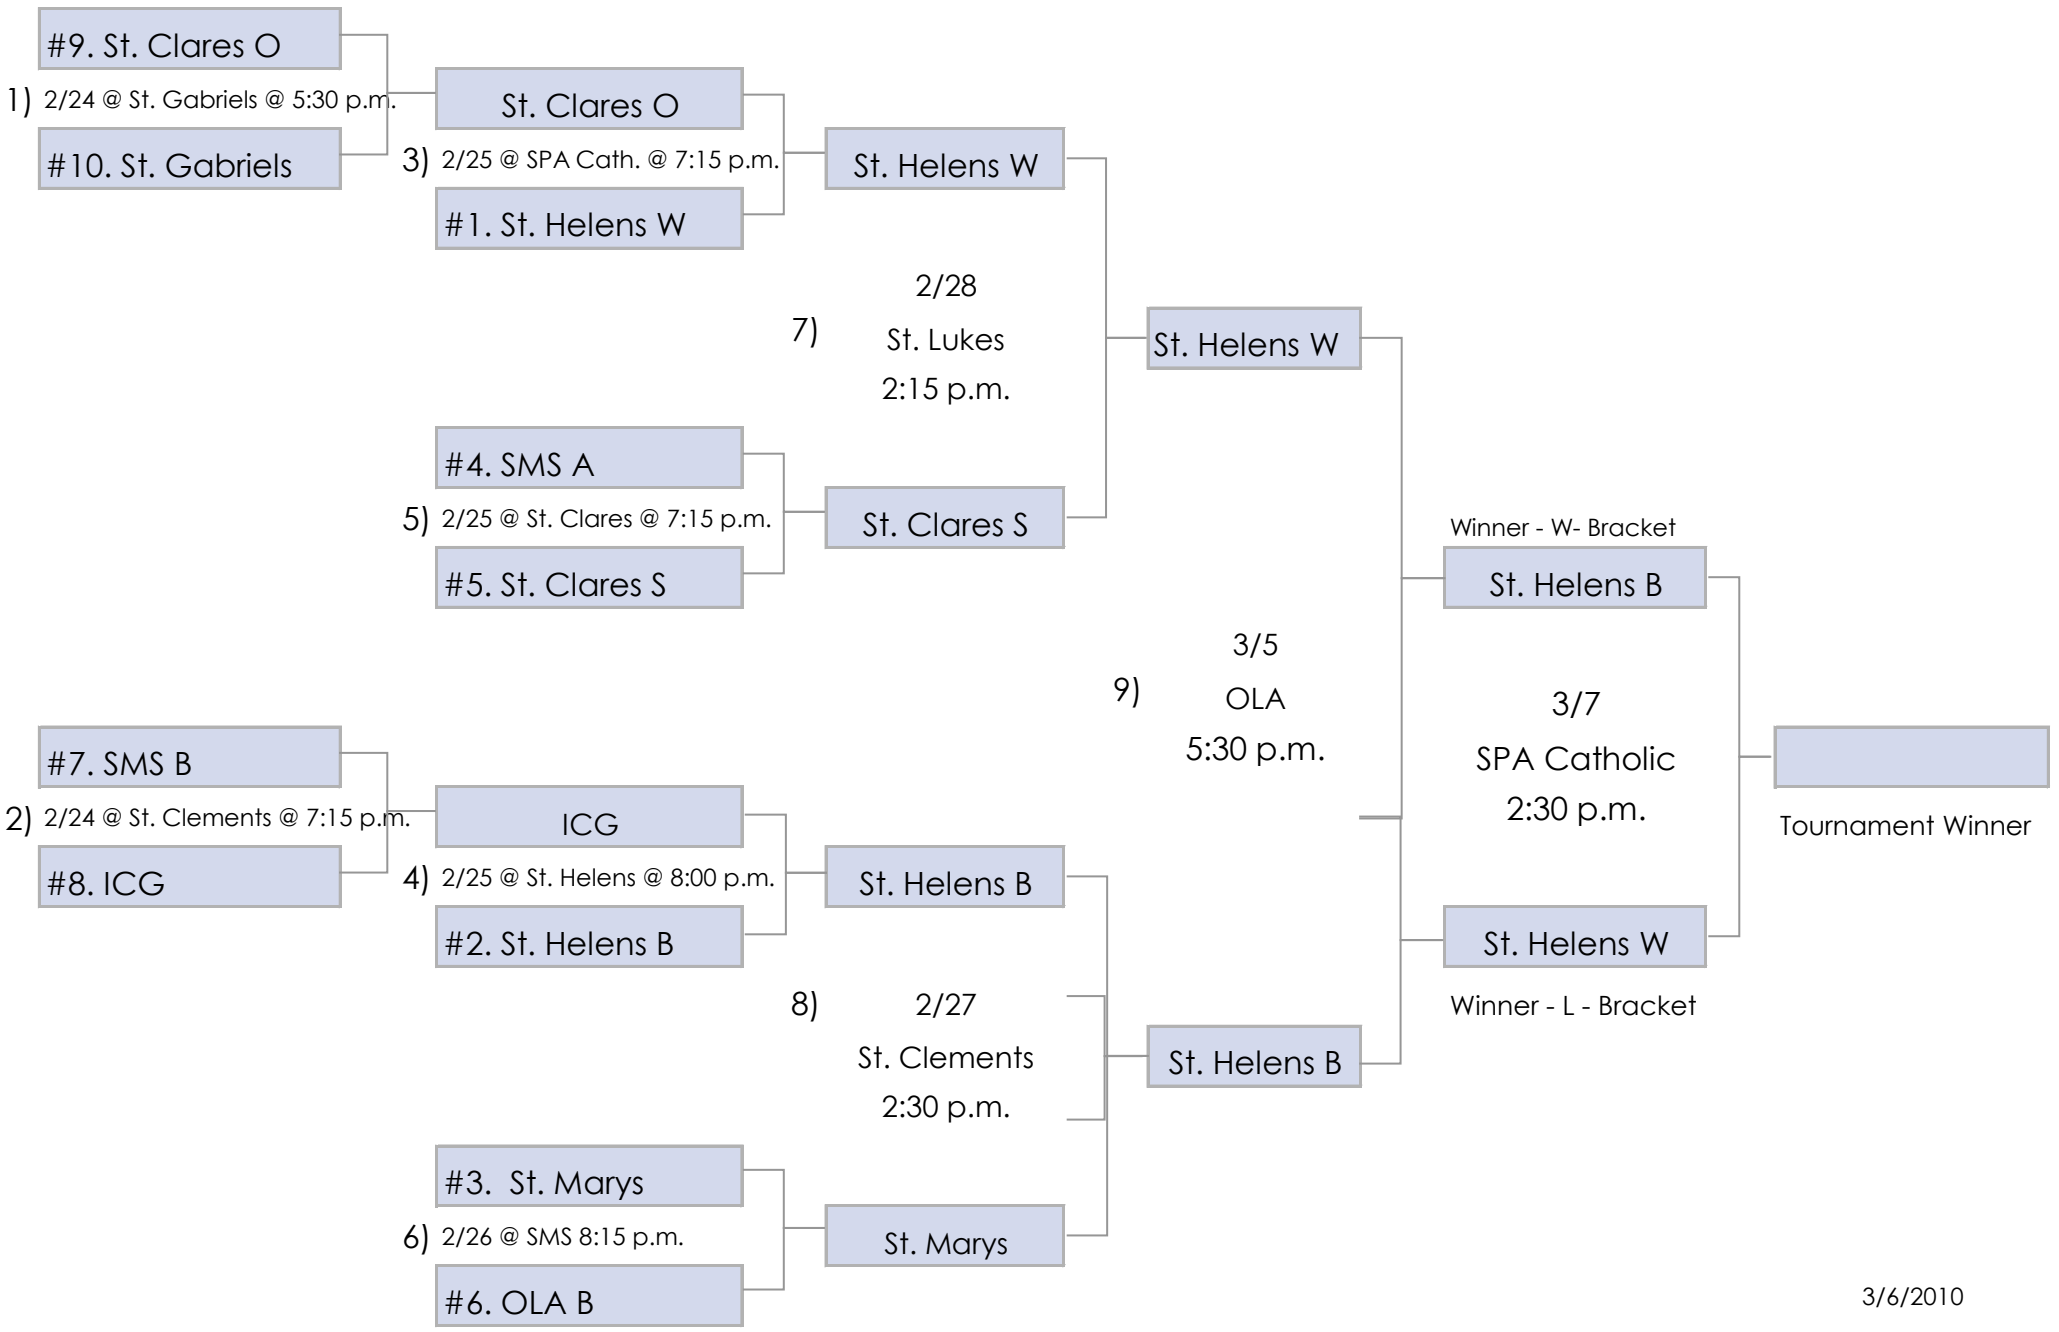 #9. St. Clares O
1) 2/24 @ St. Gabriels @ 5:30 p.m.
#10. St. Gabriels
St. Clares O
3) 2/25 @ SPA Cath. @ 7:15 p.m.
#1. St. Helens W
St. Helens W
7) 2/28
St. Lukes
2:15 p.m.
St. Helens W
#4. SMS A
5) 2/25 @ St. Clares @ 7:15 p.m.
#5. St. Clares S
St. Clares S
Winner - W- Bracket
St. Helens B
9) 3/5
OLA
5:30 p.m.
3/7
SPA Catholic
2:30 p.m.
Tournament Winner
#7. SMS B
2) 2/24 @ St. Clements @ 7:15 p.m.
#8. ICG
ICG
4) 2/25 @ St. Helens @ 8:00 p.m.
#2. St. Helens B
St. Helens B
St. Helens W
Winner - L - Bracket
8) 2/27
St. Clements
2:30 p.m.
St. Helens B
#3. St. Marys
6) 2/26 @ SMS 8:15 p.m.
#6. OLA B
St. Marys
3/6/2010